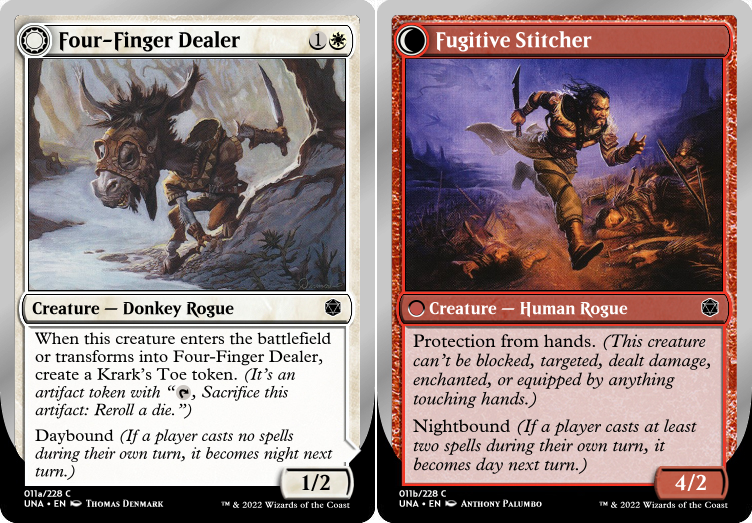 Four-Finger Dealer
1
Creature — Donkey Rogue
When this creature enters the battlefield
or transforms into Four-Finger Dealer,
create a Krark's Toe token. (It's an
artifact token with “, Sacrifice this
artifact: Reroll a die.”)
Daybound (If a player casts no spells
during their own turn, it becomes night next
turn.)
1/2
011a/228 C
UNA • EN Thomas Denmark
™ & 2022 Wizards of the Coast
Fugitive Stitcher
Creature — Human Rogue
Protection from hands. (This creature
can't be blocked, targeted, dealt damage,
enchanted, or equipped by anything
touching hands.)
Nightbound (If a player casts at least
two spells during their own turn, it
becomes day next turn.)
4/2
011b/228 C
UNA • EN Anthony Palumbo
™ & 2022 Wizards of the Coast